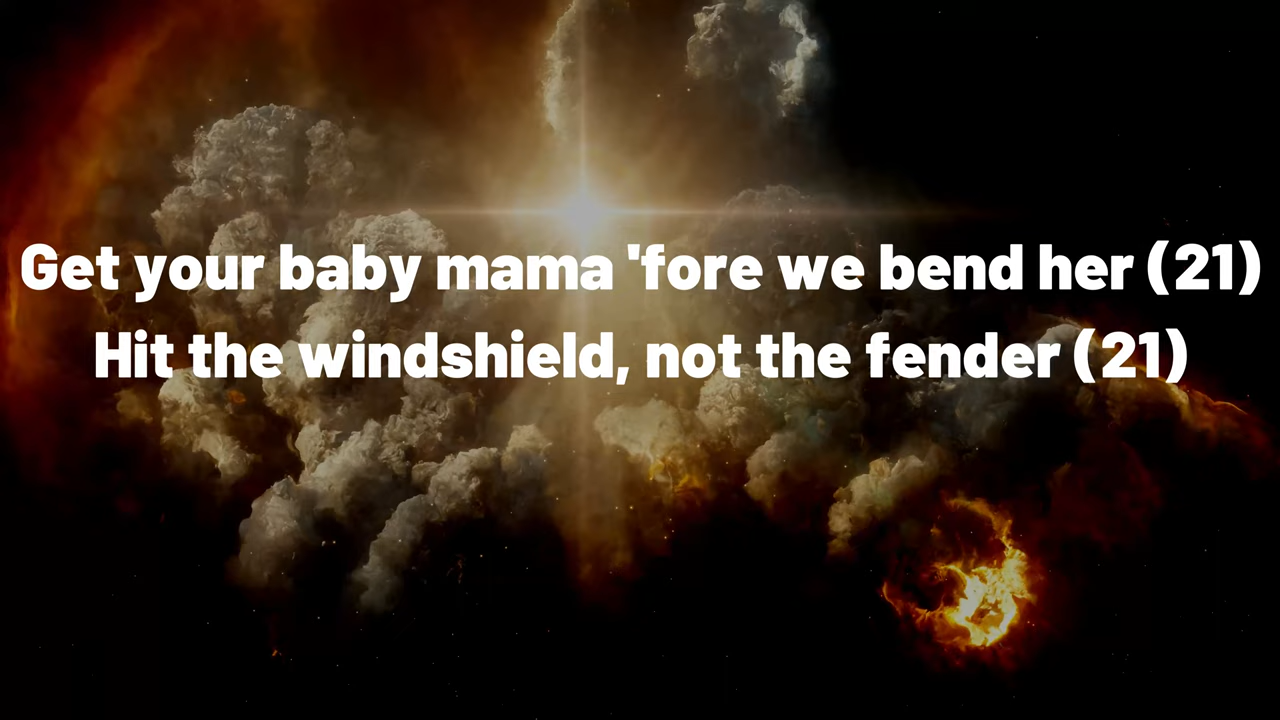 Get your baby mama 'fore we bend her (21)
Hit the windshield, not the fender (21)